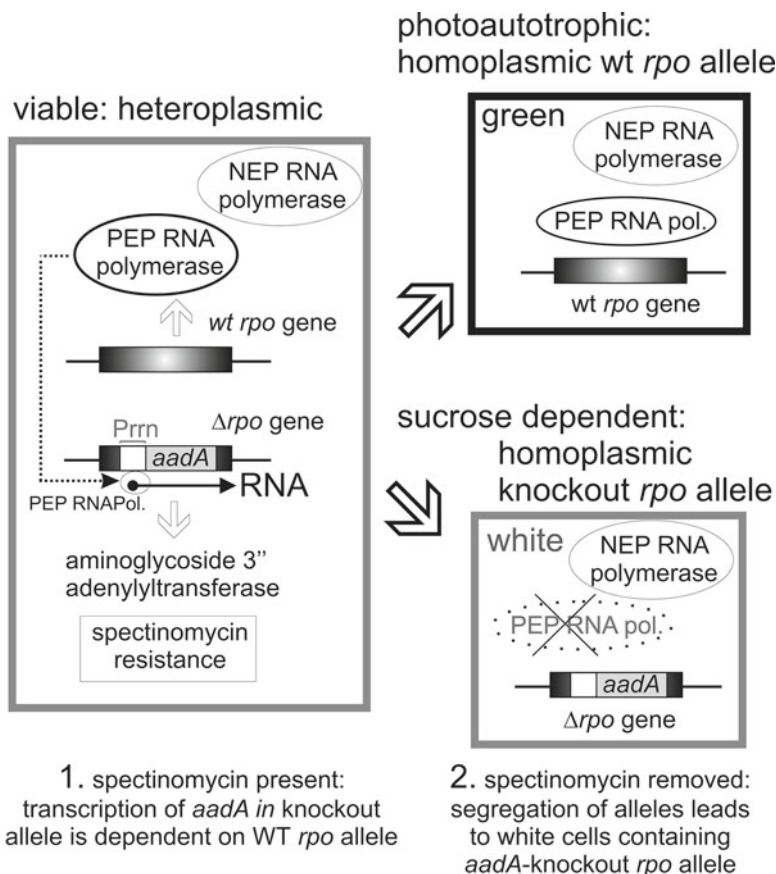 viable: heteroplasmic
NEP RNA
polymerase
PEP RNA
polymerase
wt rpo gene
Δrpo gene
Prrn
aadA
RNA
PEP RNAPol.
aminoglycoside 3''
adenylyltransferase
spectinomycin
resistance
1. spectinomycin present:
transcription of aadA in knockout
allele is dependent on WT rpo allele
photoautotrophic:
homoplasmic wt rpo allele
green
NEP RNA
polymerase
PEP RNA pol.
wt rpo gene
sucrose dependent:
homoplasmic
knockout rpo allele
white
NEP RNA
polymerase
PEP RNA pol.
aadA
Δrpo gene
2. spectinomycin removed:
segregation of alleles leads
to white cells containing
aadA-knockout rpo allele